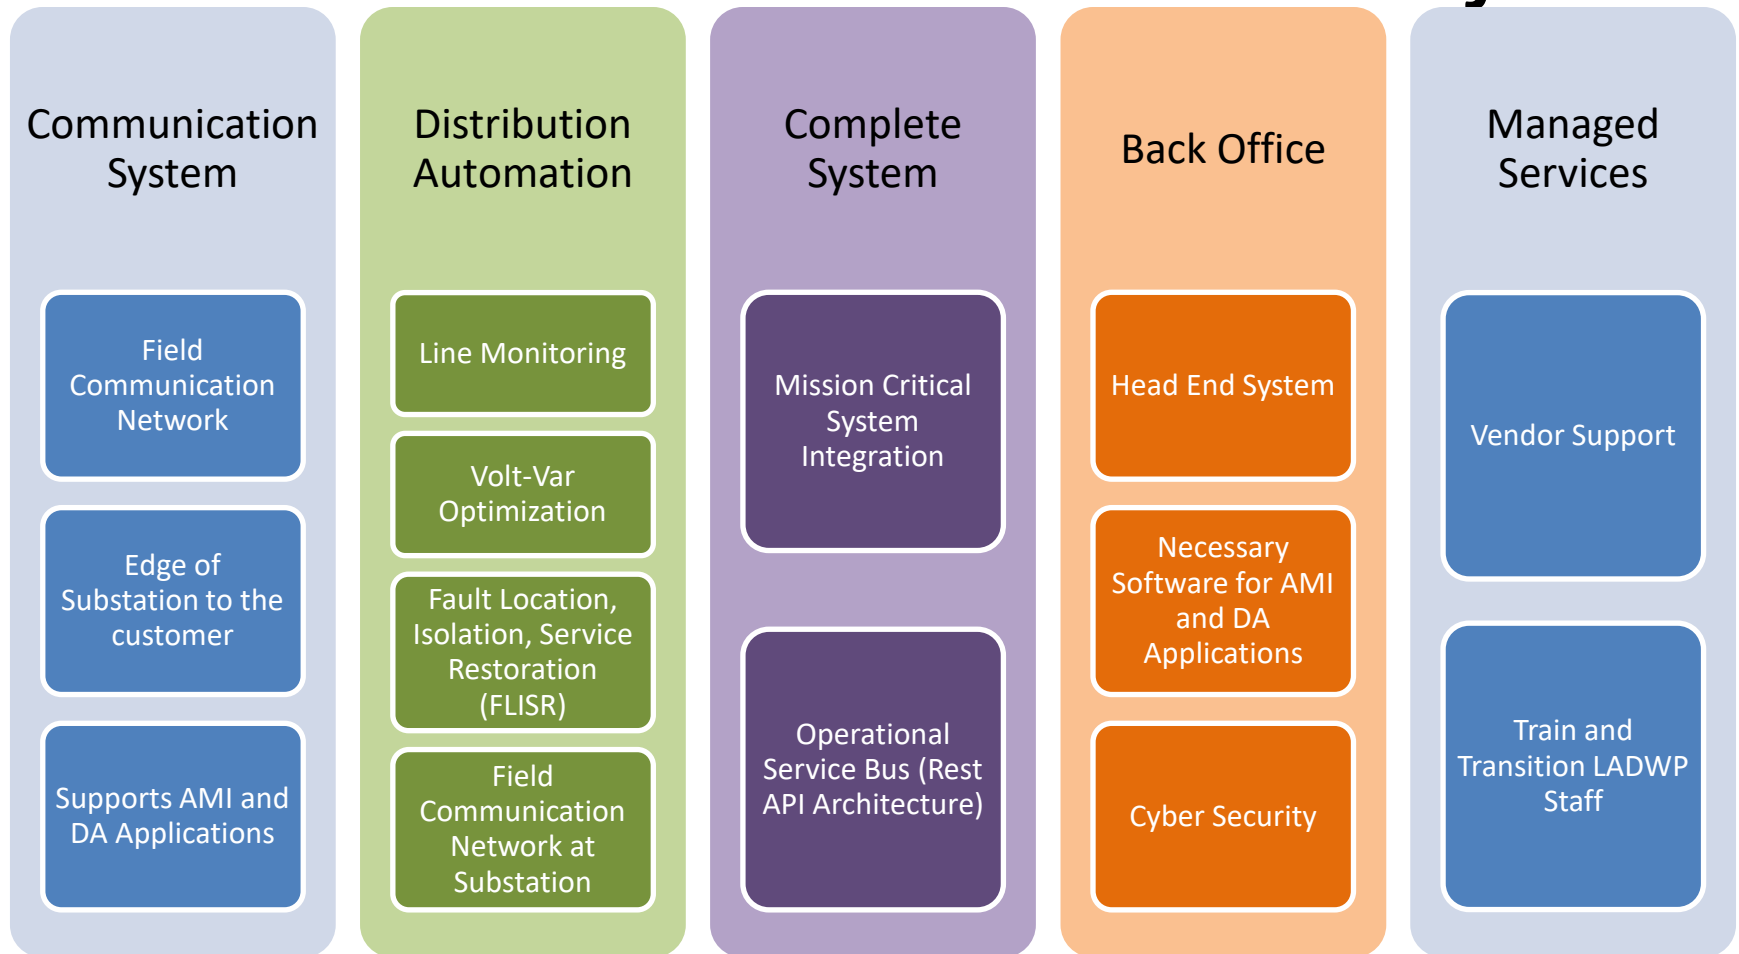 Communication
System
Field
Communication
Network
Edge of
Substation to the
customer
Supports AMI and
DA Applications
Distribution
Automation
Line Monitoring
Volt-Var
Optimization
Fault Location,
Isolation, Service
Restoration
(FLISR)
Field
Communication
Network at
Substation
Complete
System
Mission Critical
System
Integration
Operational
Service Bus (Rest
API Architecture)
Back Office
Head End System
Necessary
Software for AMI
and DA
Applications
Cyber Security
Managed
Services
Vendor Support
Train and
Transition LADWP
Staff